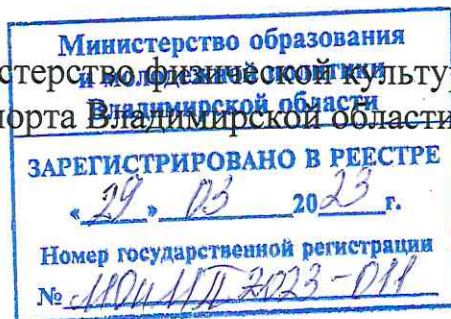 Министерство образования
и молодежной политики
Владимирской области
стерство физической культур
порта Владимирской области
ЗАРЕГИСТРИРОВАНО В РЕЕСТРЕ
« 29 » 03 2023 г.
Номер государственной регистрации
№